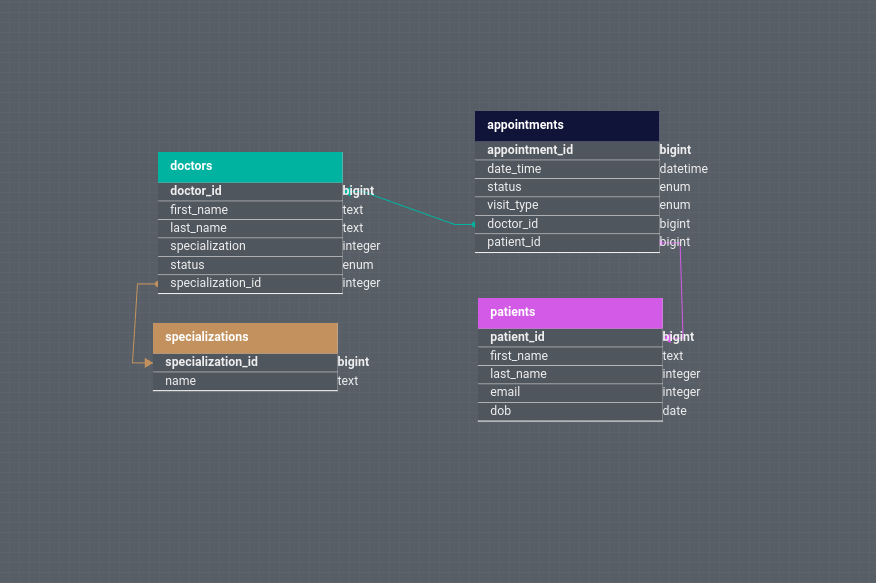 doctors
doctor_id bigint
first_name text
last_name text
specialization integer
status enum
specialization_id integer
specializations
specialization_id bigint
name text
appointments
appointment_id bigint
date_time datetime
status enum
visit_type enum
doctor_id bigint
patient_id bigint
patients
patient_id bigint
first_name text
last_name integer
email integer
dob date